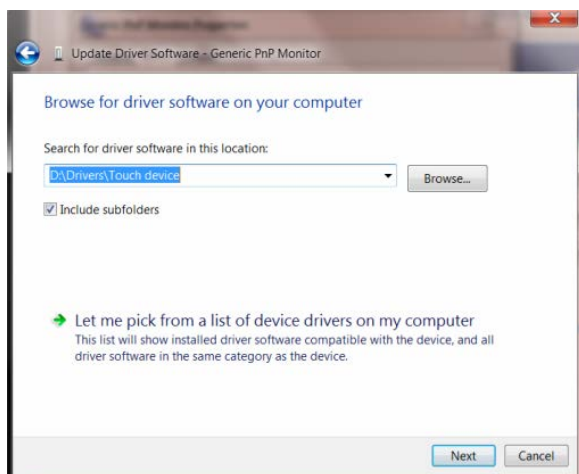 Update Driver Software - Generic PnP Monitor
Browse for driver software on your computer
Search for driver software in this location:
D:\Drivers\Touch device
Browse...
Include subfolders
Let me pick from a list of device drivers on my computer
This list will show installed driver software compatible with the device, and all
driver software in the same category as the device.
Next
Cancel